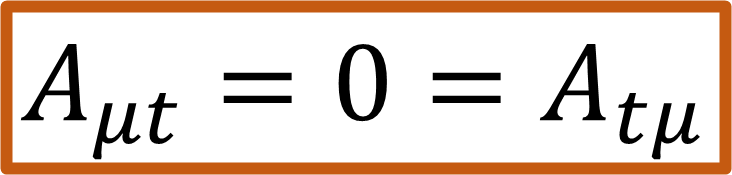 A_{μt} = 0 = A_{tμ}